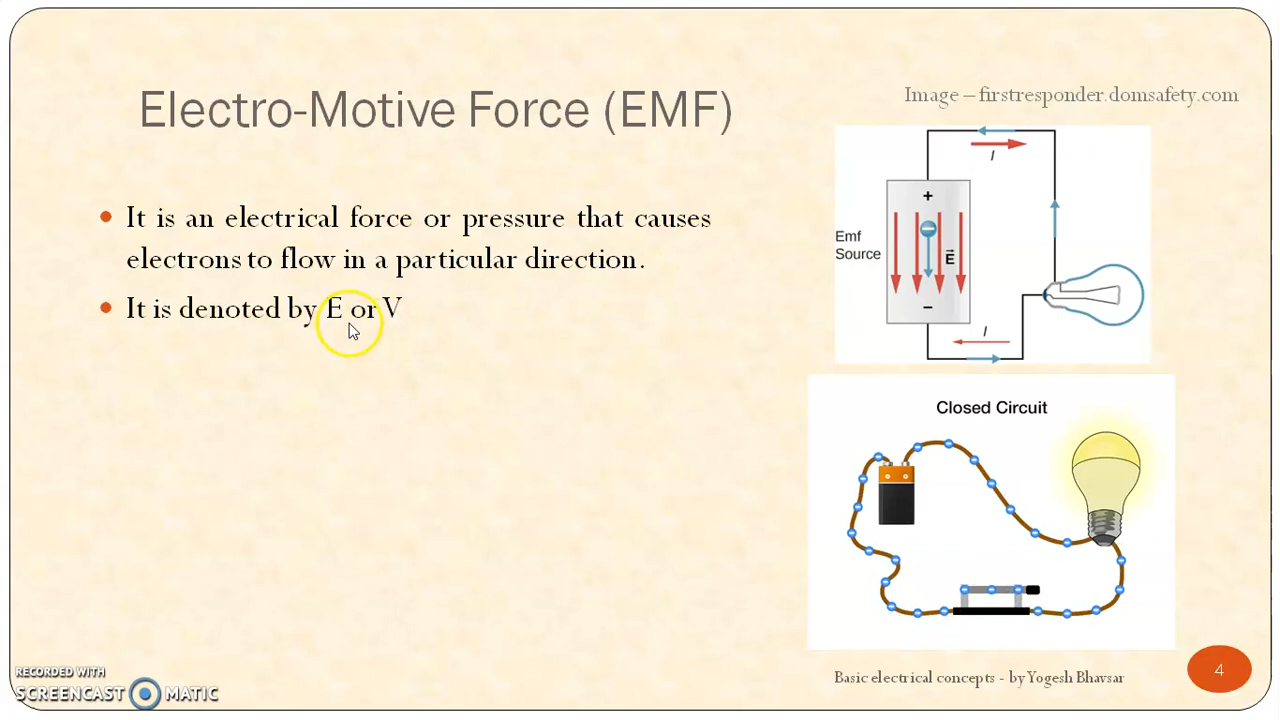 Electro-Motive Force (EMF)
Image – firstresponder.domsafety.com
• It is an electrical force or pressure that causes
electrons to flow in a particular direction.
• It is denoted by E or V
I
+
Emf
Source
E
−
I
Closed Circuit
Basic electrical concepts - by Yogesh Bhavsar
4
RECORDED WITH
SCREENCAST MATIC